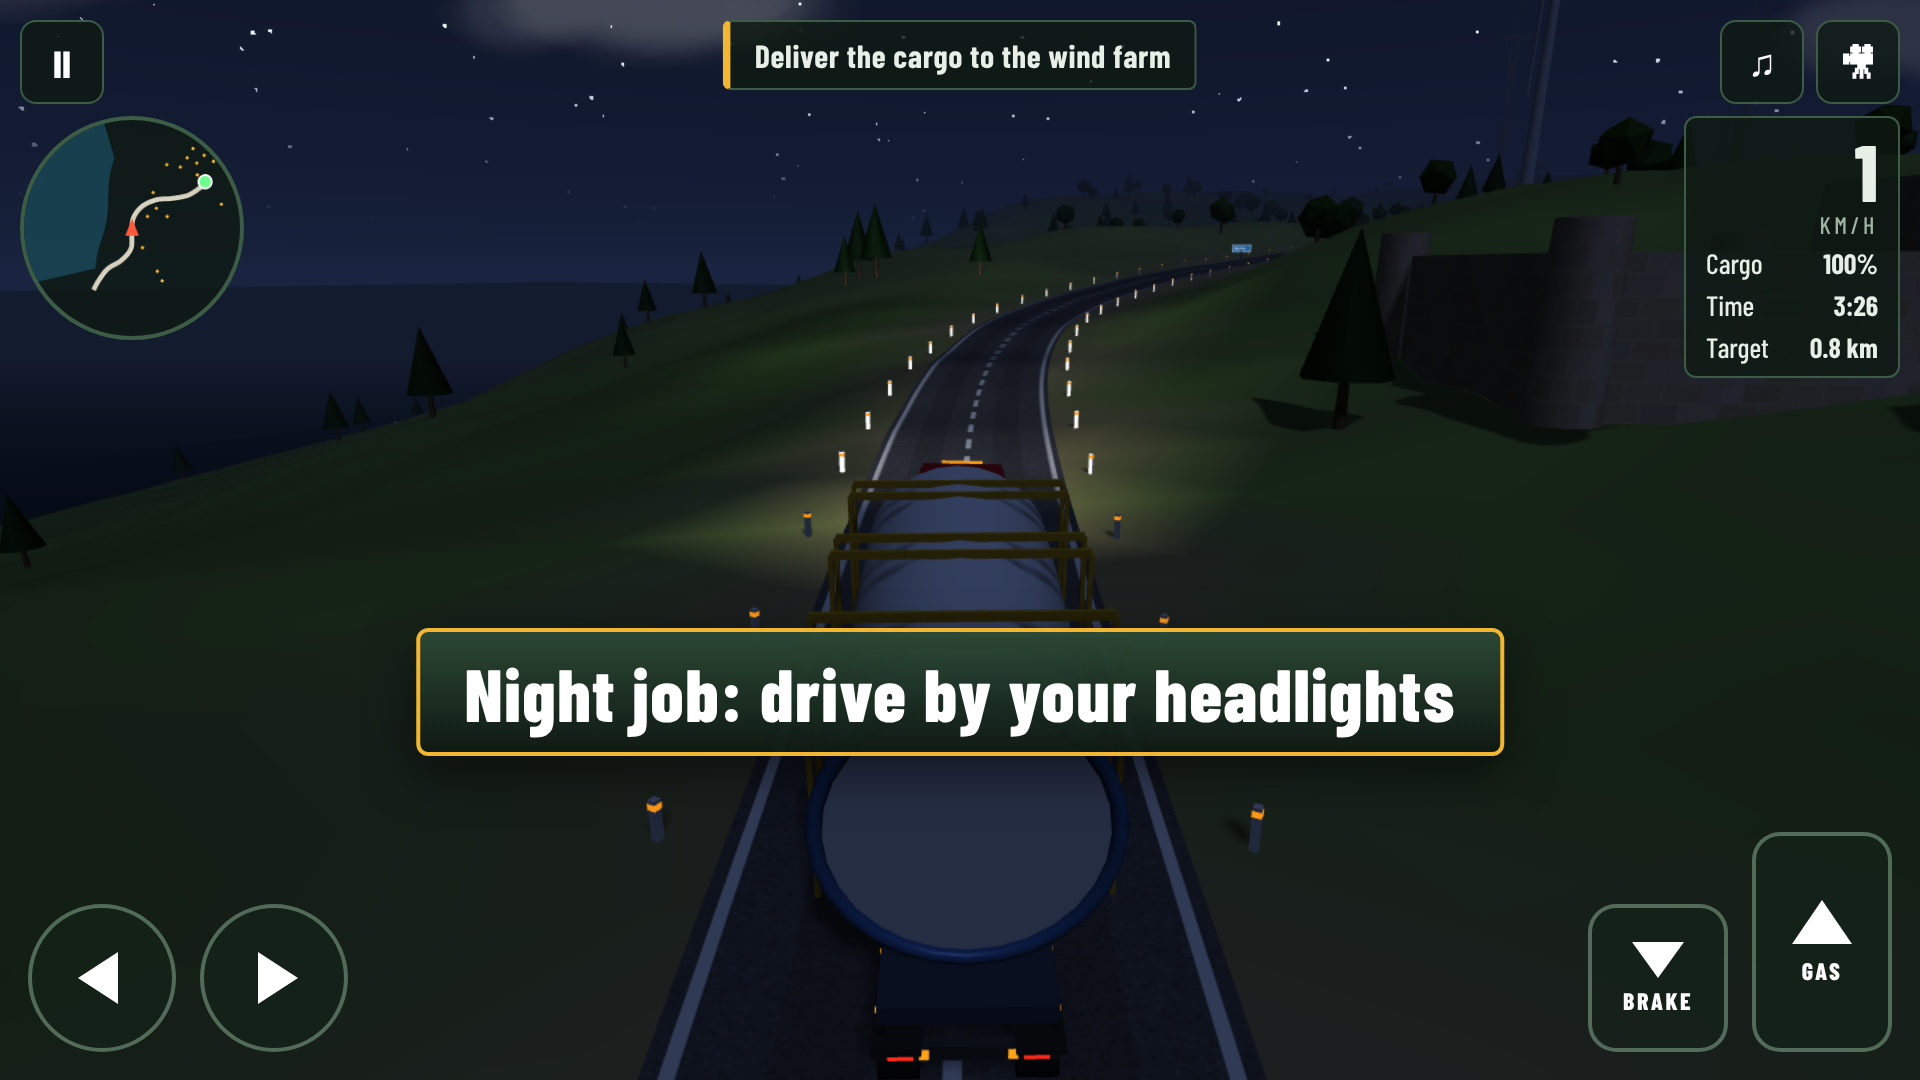 Deliver the cargo to the wind farm
1
KM/H
Cargo 100%
Time 3:26
Target 0.8 km
Night job: drive by your headlights
BRAKE
GAS